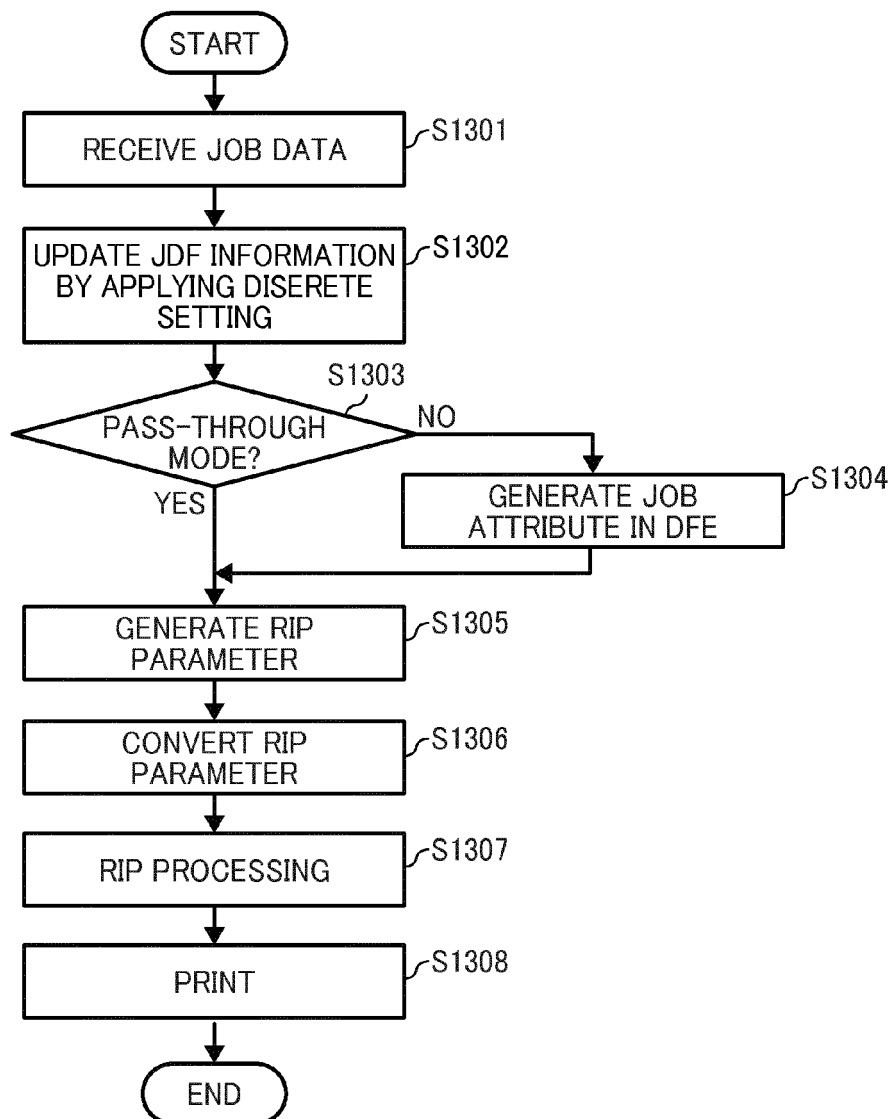 START
RECEIVE JOB DATA
S1301
UPDATE JDF INFORMATION
BY APPLYING DISERETE
SETTING
S1302
S1303
PASS-THROUGH
MODE?
NO
YES
GENERATE JOB
ATTRIBUTE IN DFE
S1304
GENERATE RIP
PARAMETER
S1305
CONVERT RIP
PARAMETER
S1306
RIP PROCESSING
S1307
PRINT
S1308
END